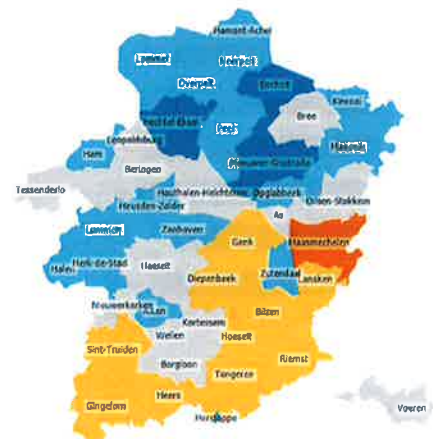 Hamont-Achel
Lommel
Neerpelt
Overpelt
Bocholt
Kinrooi
Hechtel-Eksel
Bree
Peer
Leopoldsburg
Maaseik
Ham
Meeuwen-Gruitrode
Beringen
Tessenderlo
Houthalen-Helchteren
Opglabbeek
Dilsen-Stokkem
Heusden-Zolder
As
Lummen
Zonhoven
Genk
Maasmechelen
Halen
Herk-de-Stad
Hasselt
Diepenbeek
Zutendaal
Lanaken
Nieuwerkerken
Alken
Bilzen
Kortessem
Wellen
Hoeselt
Sint-Truiden
Borgloon
Riemst
Tongeren
Heers
Gingelom
Herstappe
Voeren